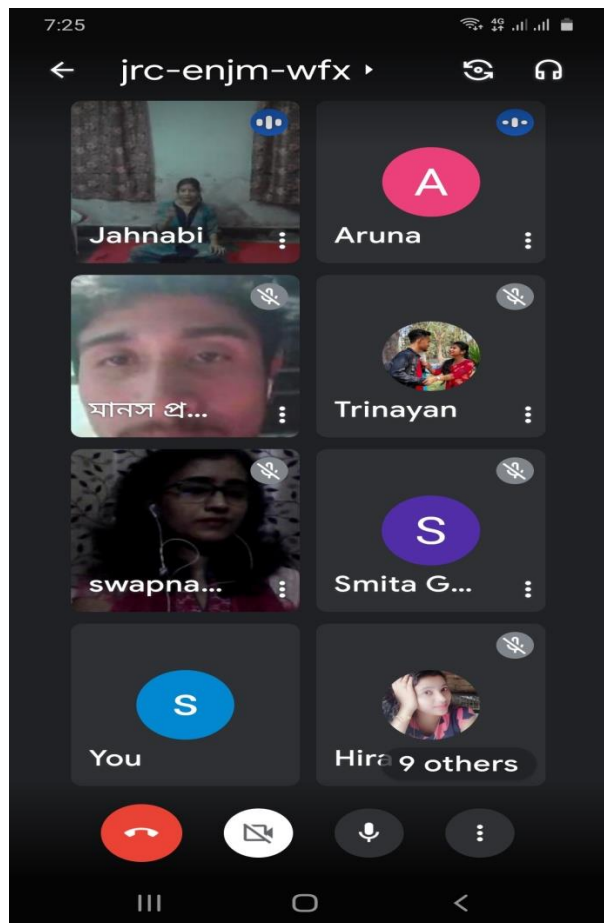 7:25
4G
jrc-enjm-wfx
Jahnabi
A
Aruna
মানস প্র...
Trinayan
swapna...
S
Smita G...
S
You
Hira
9 others